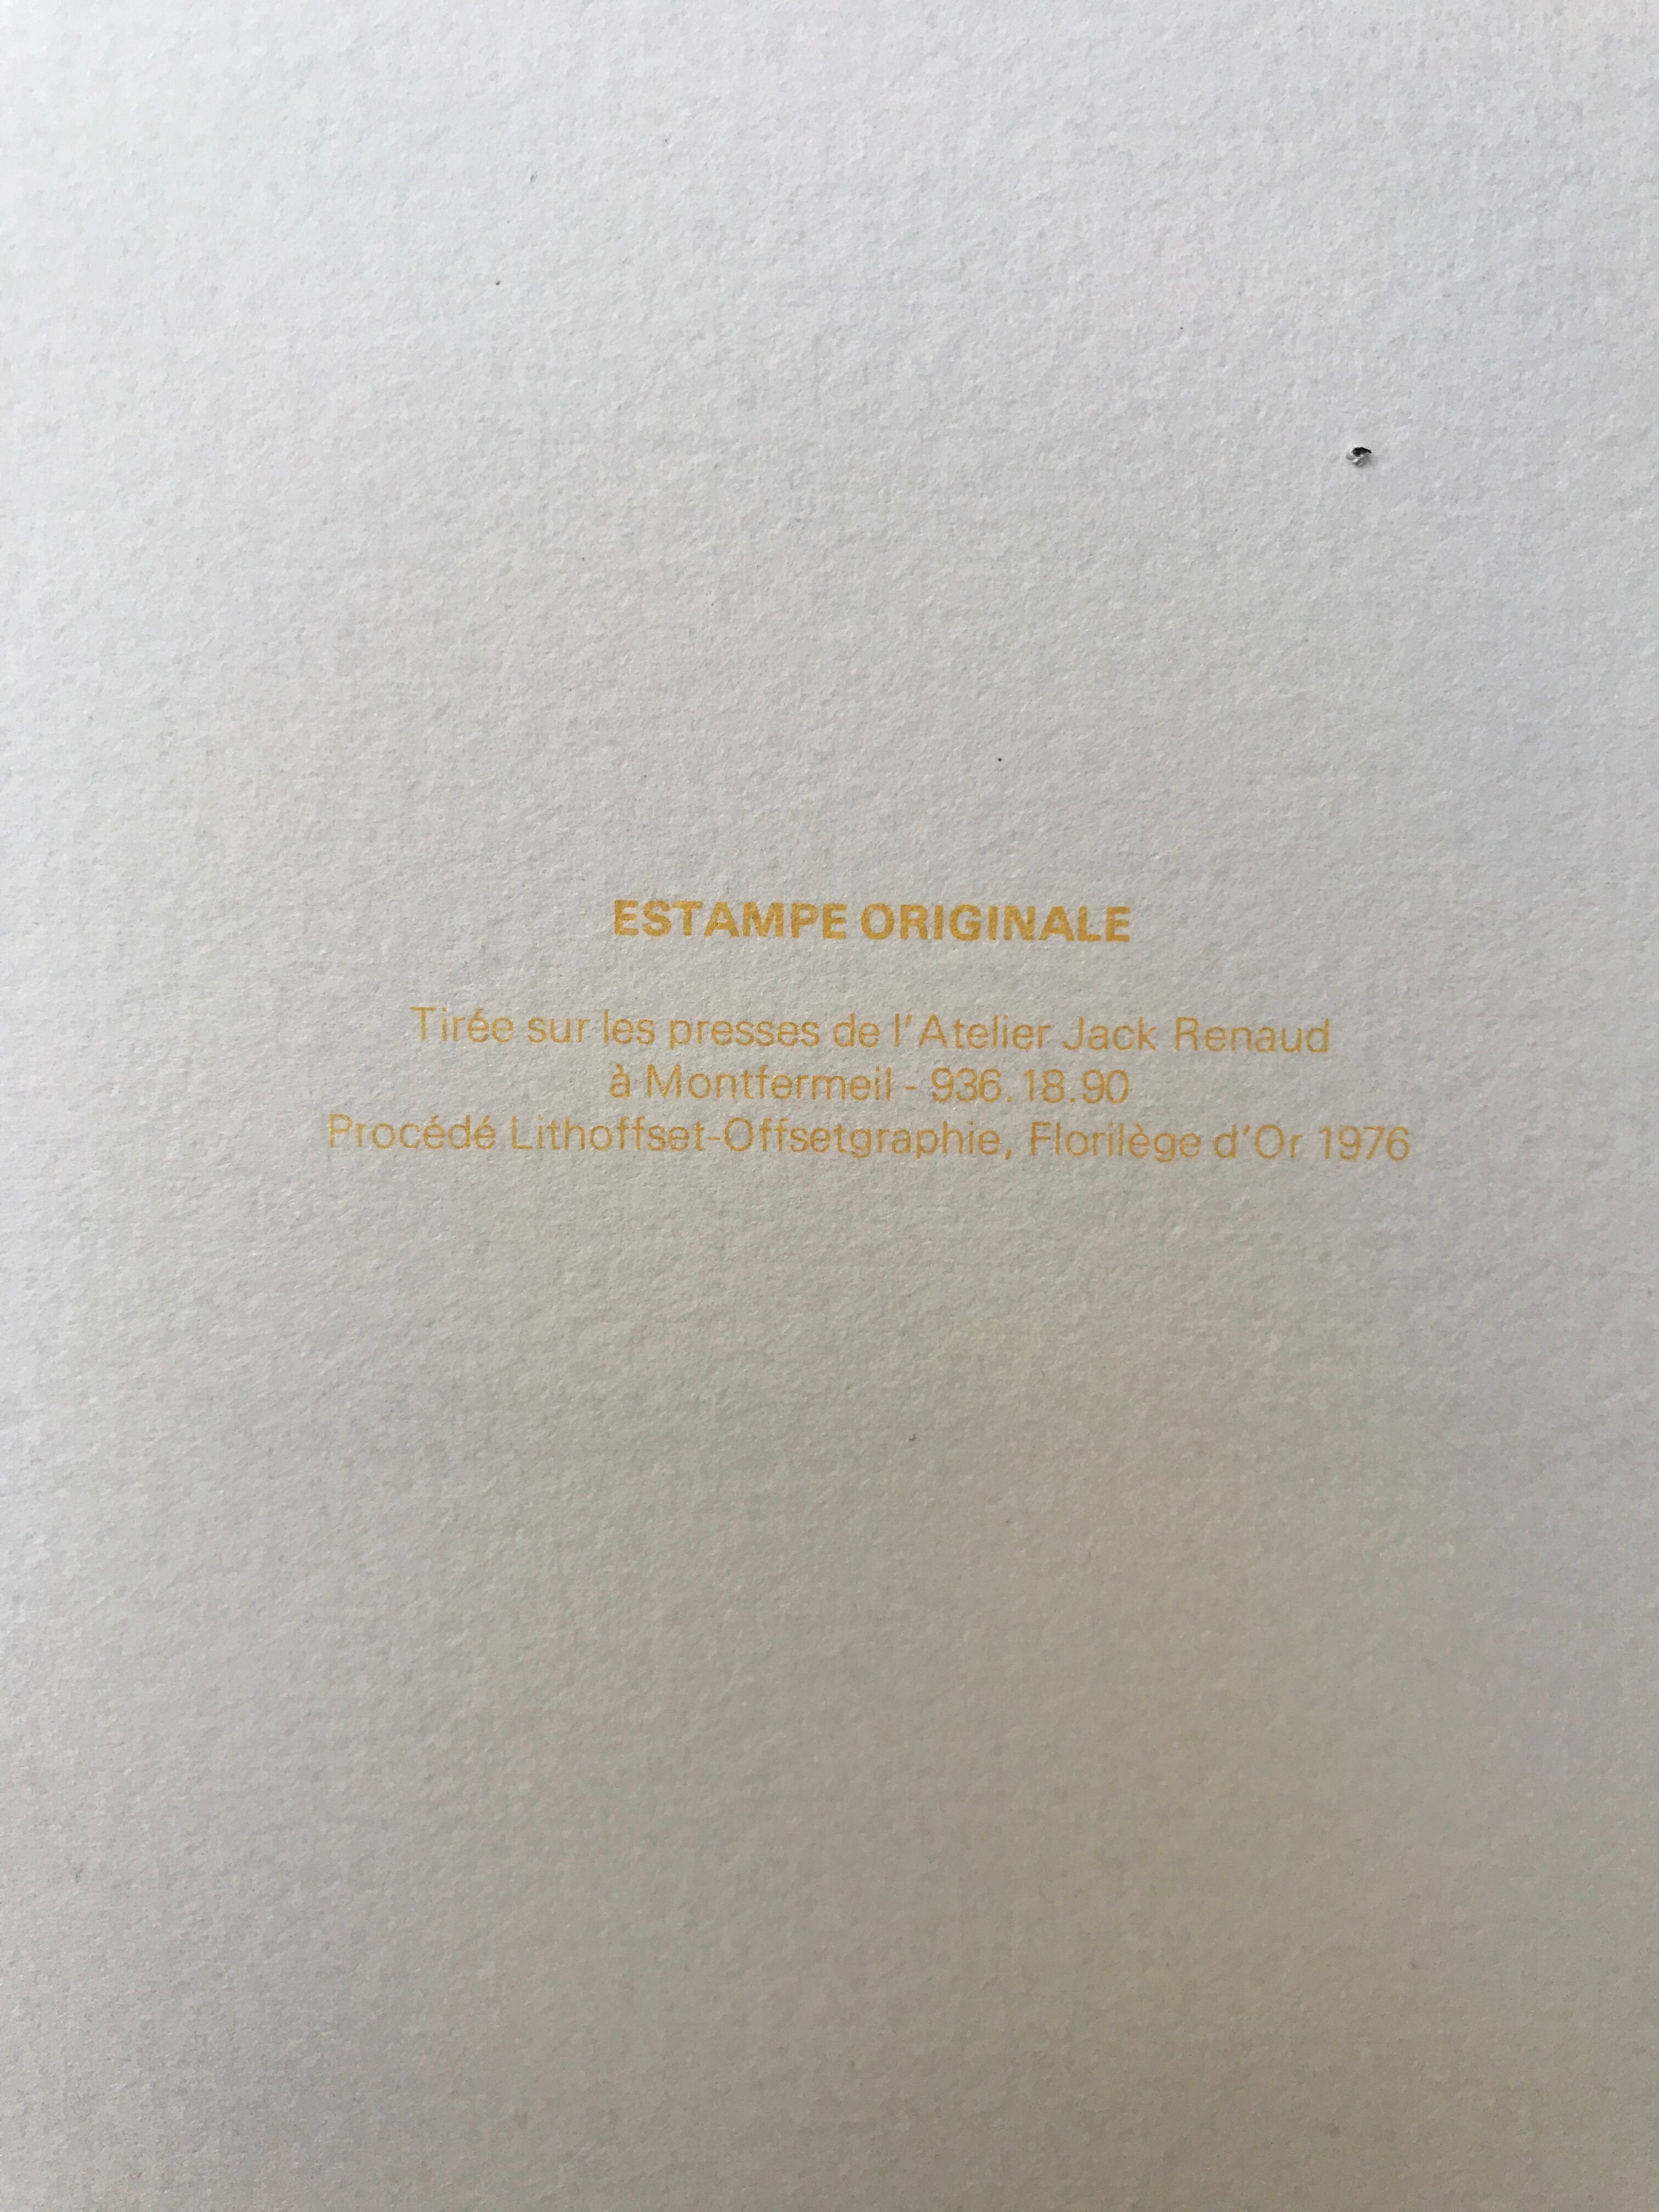 ESTAMPE ORIGINALE
Tirée sur les presses de l'Atelier Jack Renaud
à Montfermeil - 936.18.90
Procédé Lithoffset-Offsetgraphie, Florilège d'Or 1976